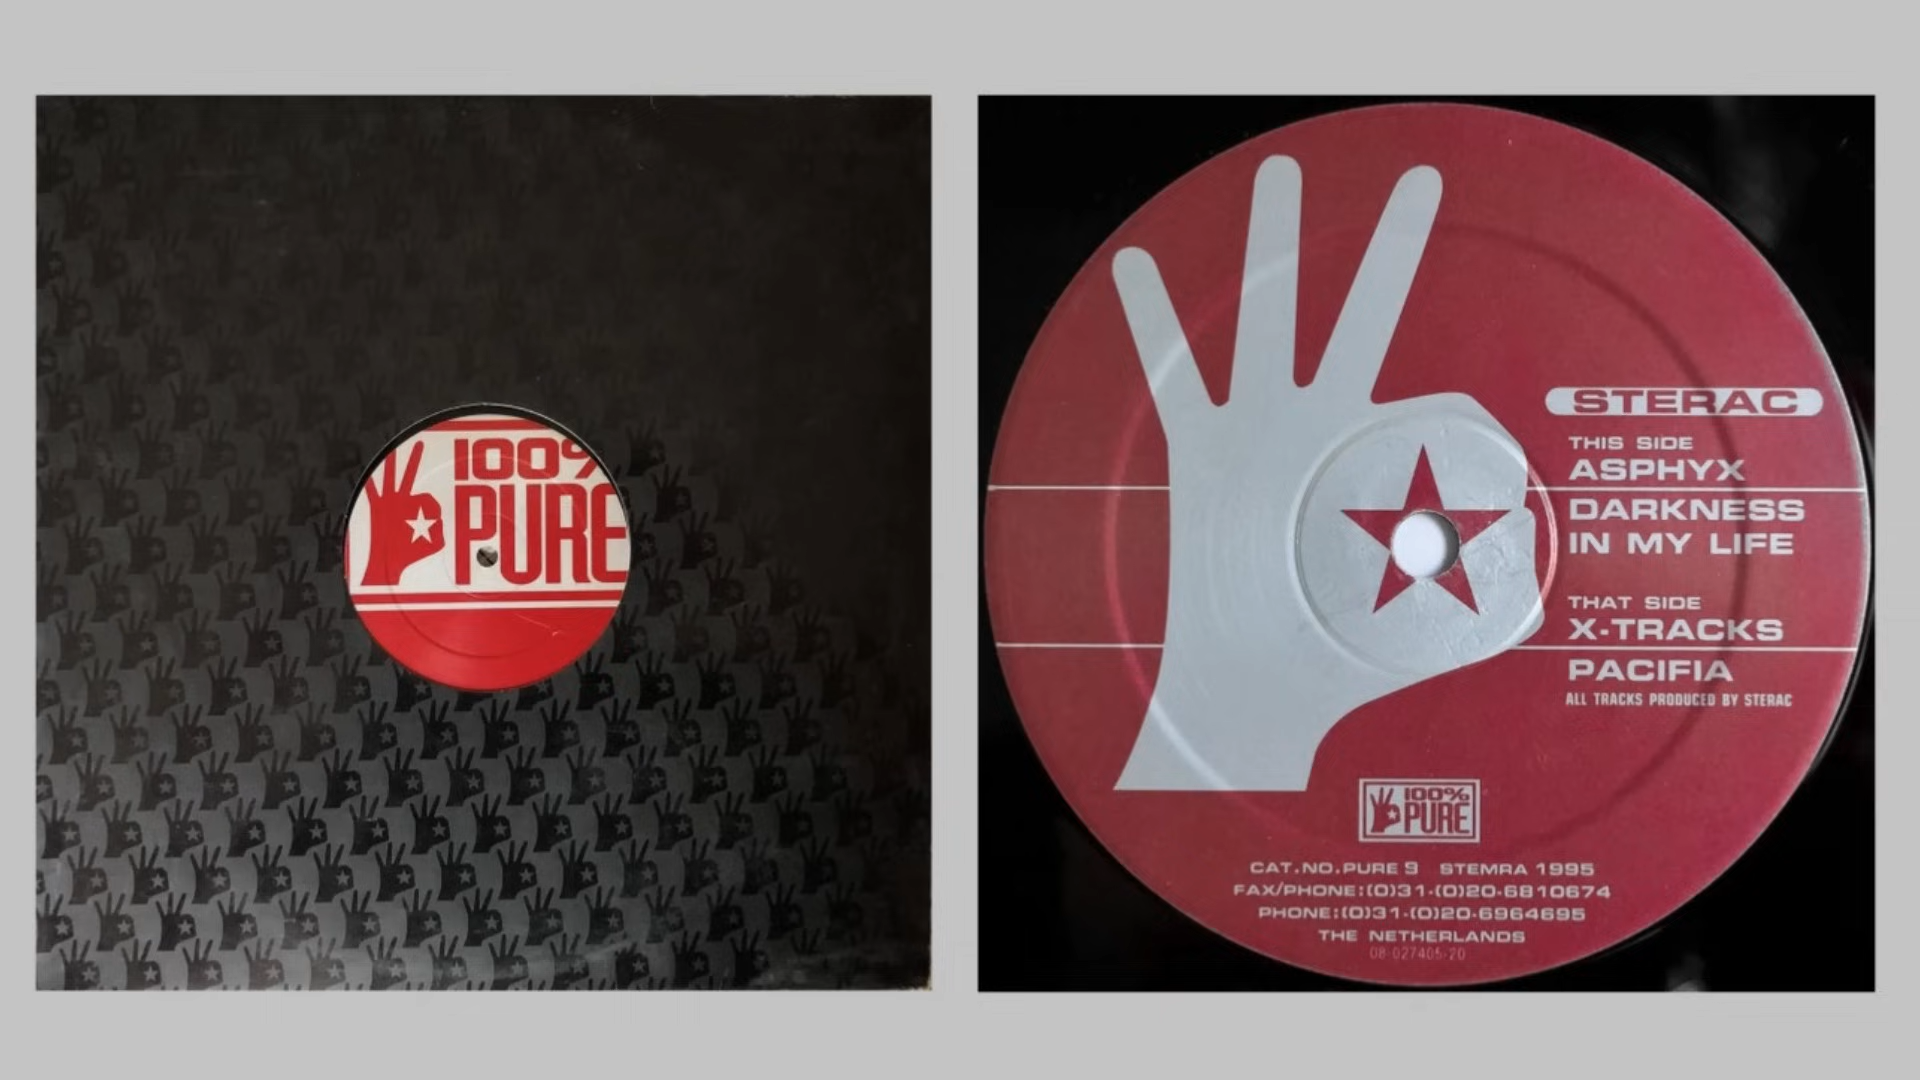 100%
PURE
STERAC
THIS SIDE
ASPHYX
DARKNESS
IN MY LIFE
THAT SIDE
X-TRACKS
PACIFIA
ALL TRACKS PRODUCED BY STERAC
100%
PURE
CAT.NO.PURE 9 STEMRA 1995
FAX/PHONE:(0)31-(0)20-6810674
PHONE:(0)31-(0)20-6964695
THE NETHERLANDS
08-027405-20